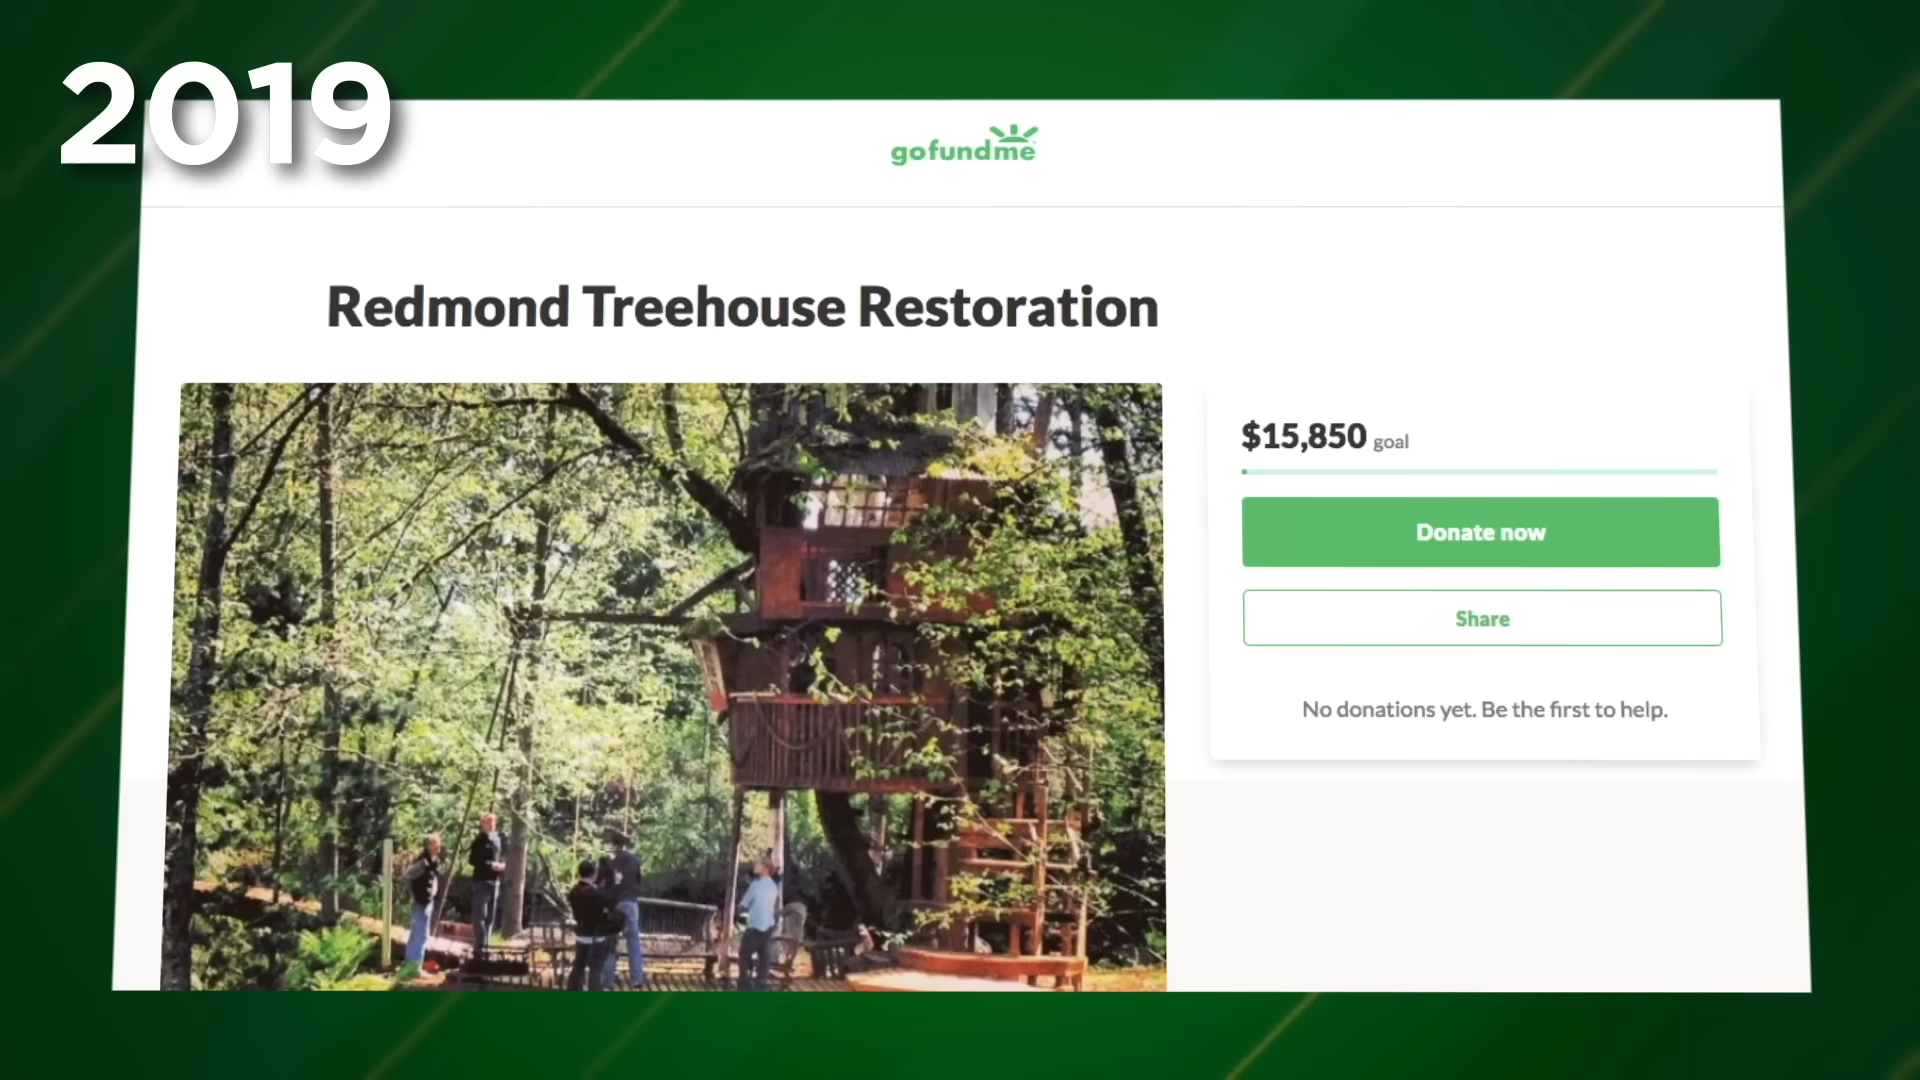 2019
gofundme
Redmond Treehouse Restoration
$15,850 goal
Donate now
Share
No donations yet. Be the first to help.